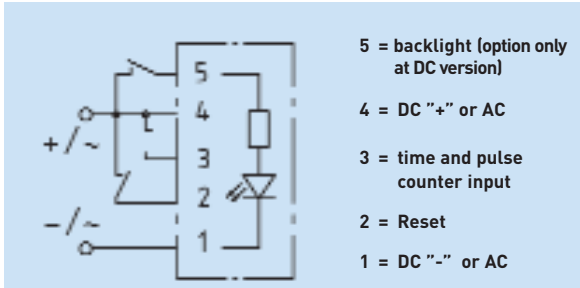 5
4
+/~
3
2
-/~
1
5 = backlight (option only
at DC version)
4 = DC "+" or AC
3 = time and pulse
counter input
2 = Reset
1 = DC "-" or AC